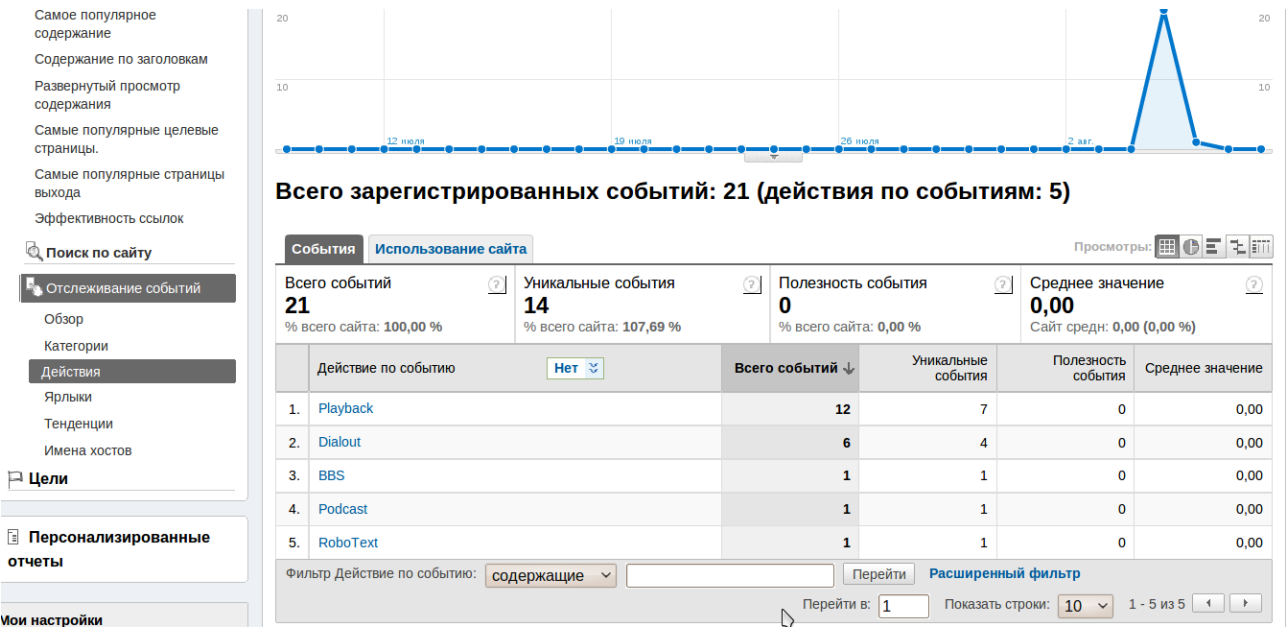 Самое популярное
содержание
Содержание по заголовкам
Развернутый просмотр
содержания
Самые популярные целевые
страницы.
Самые популярные страницы
выхода
Эффективность ссылок
Поиск по сайту
Отслеживание событий
Обзор
Категории
Действия
Ярлыки
Тенденции
Имена хостов
Цели
Персонализированные
отчеты
Мои настройки
20 20
10 10
12 июля 19 июля 26 июля 2 авг.
Всего зарегистрированных событий: 21 (действия по событиям: 5)
События Использование сайта Просмотры:
Всего событий ? Уникальные события ? Полезность события ? Среднее значение ?
21 14 0 0,00
% всего сайта: 100,00 % % всего сайта: 107,69 % % всего сайта: 0,00 % Сайт средн: 0,00 (0,00 %)
Действие по событию Нет Всего событий Уникальные события Полезность события Среднее значение
1. Playback 12 7 0 0,00
2. Dialout 6 4 0 0,00
3. BBS 1 1 0 0,00
4. Podcast 1 1 0 0,00
5. RoboText 1 1 0 0,00
Фильтр Действие по событию: содержащие Перейти Расширенный фильтр
Перейти в: 1 Показать строки: 10 1 - 5 из 5